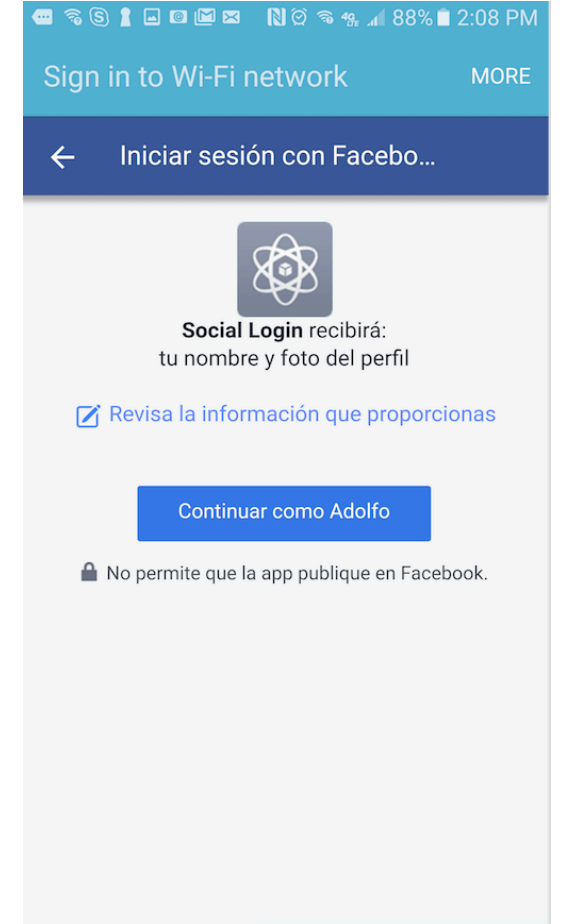 88% 2:08 PM
Sign in to Wi-Fi network MORE
Iniciar sesión con Facebo...
Social Login recibirá:
tu nombre y foto del perfil
Revisa la información que proporcionas
Continuar como Adolfo
No permite que la app publique en Facebook.